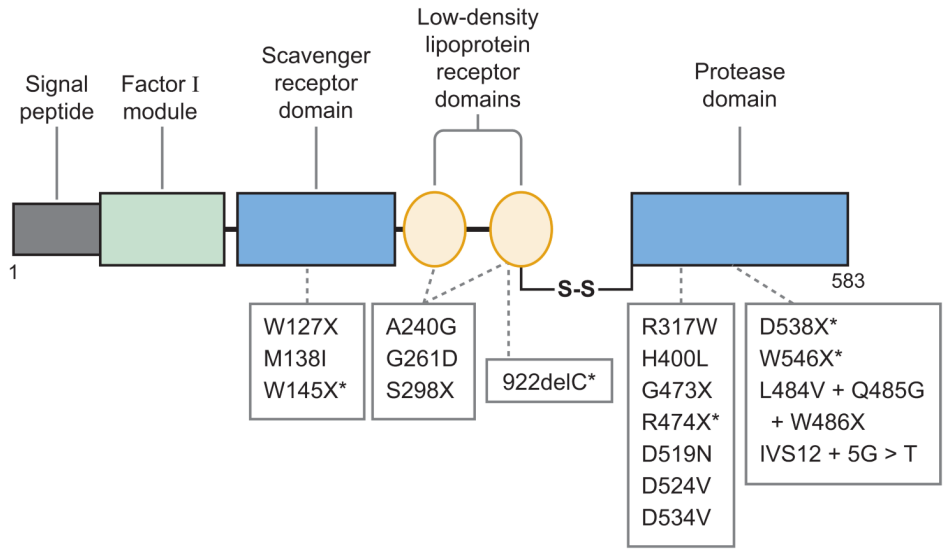 Signal
peptide
Factor I
module
Scavenger
receptor
domain
Low-density
lipoprotein
receptor
domains
Protease
domain
1
S-S
583
W127X
M138I
W145X*
A240G
G261D
S298X
922delC*
R317W
H400L
G473X
R474X*
D519N
D524V
D534V
D538X*
W546X*
L484V + Q485G
+ W486X
IVS12 + 5G > T